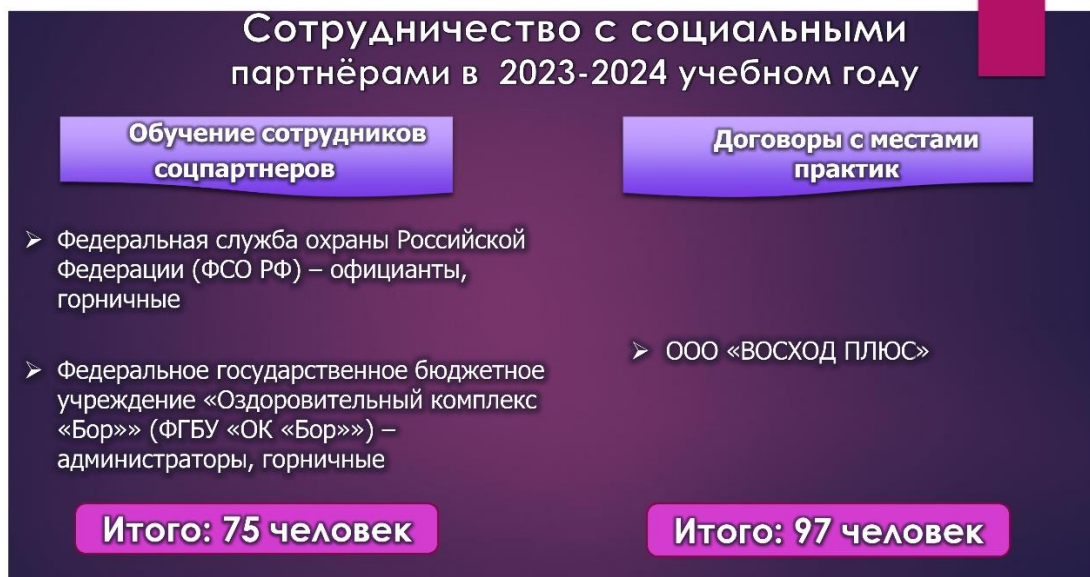 Сотрудничество с социальными
партнёрами в 2023-2024 учебном году
Обучение сотрудников
соцпартнеров
➢ Федеральная служба охраны Российской
Федерации (ФСО РФ) – официанты,
горничные
➢ Федеральное государственное бюджетное
учреждение «Оздоровительный комплекс
«Бор»» (ФГБУ «ОК «Бор»») –
администраторы, горничные
Итого: 75 человек
Договоры с местами
практик
➢ ООО «ВОСХОД ПЛЮС»
Итого: 97 человек